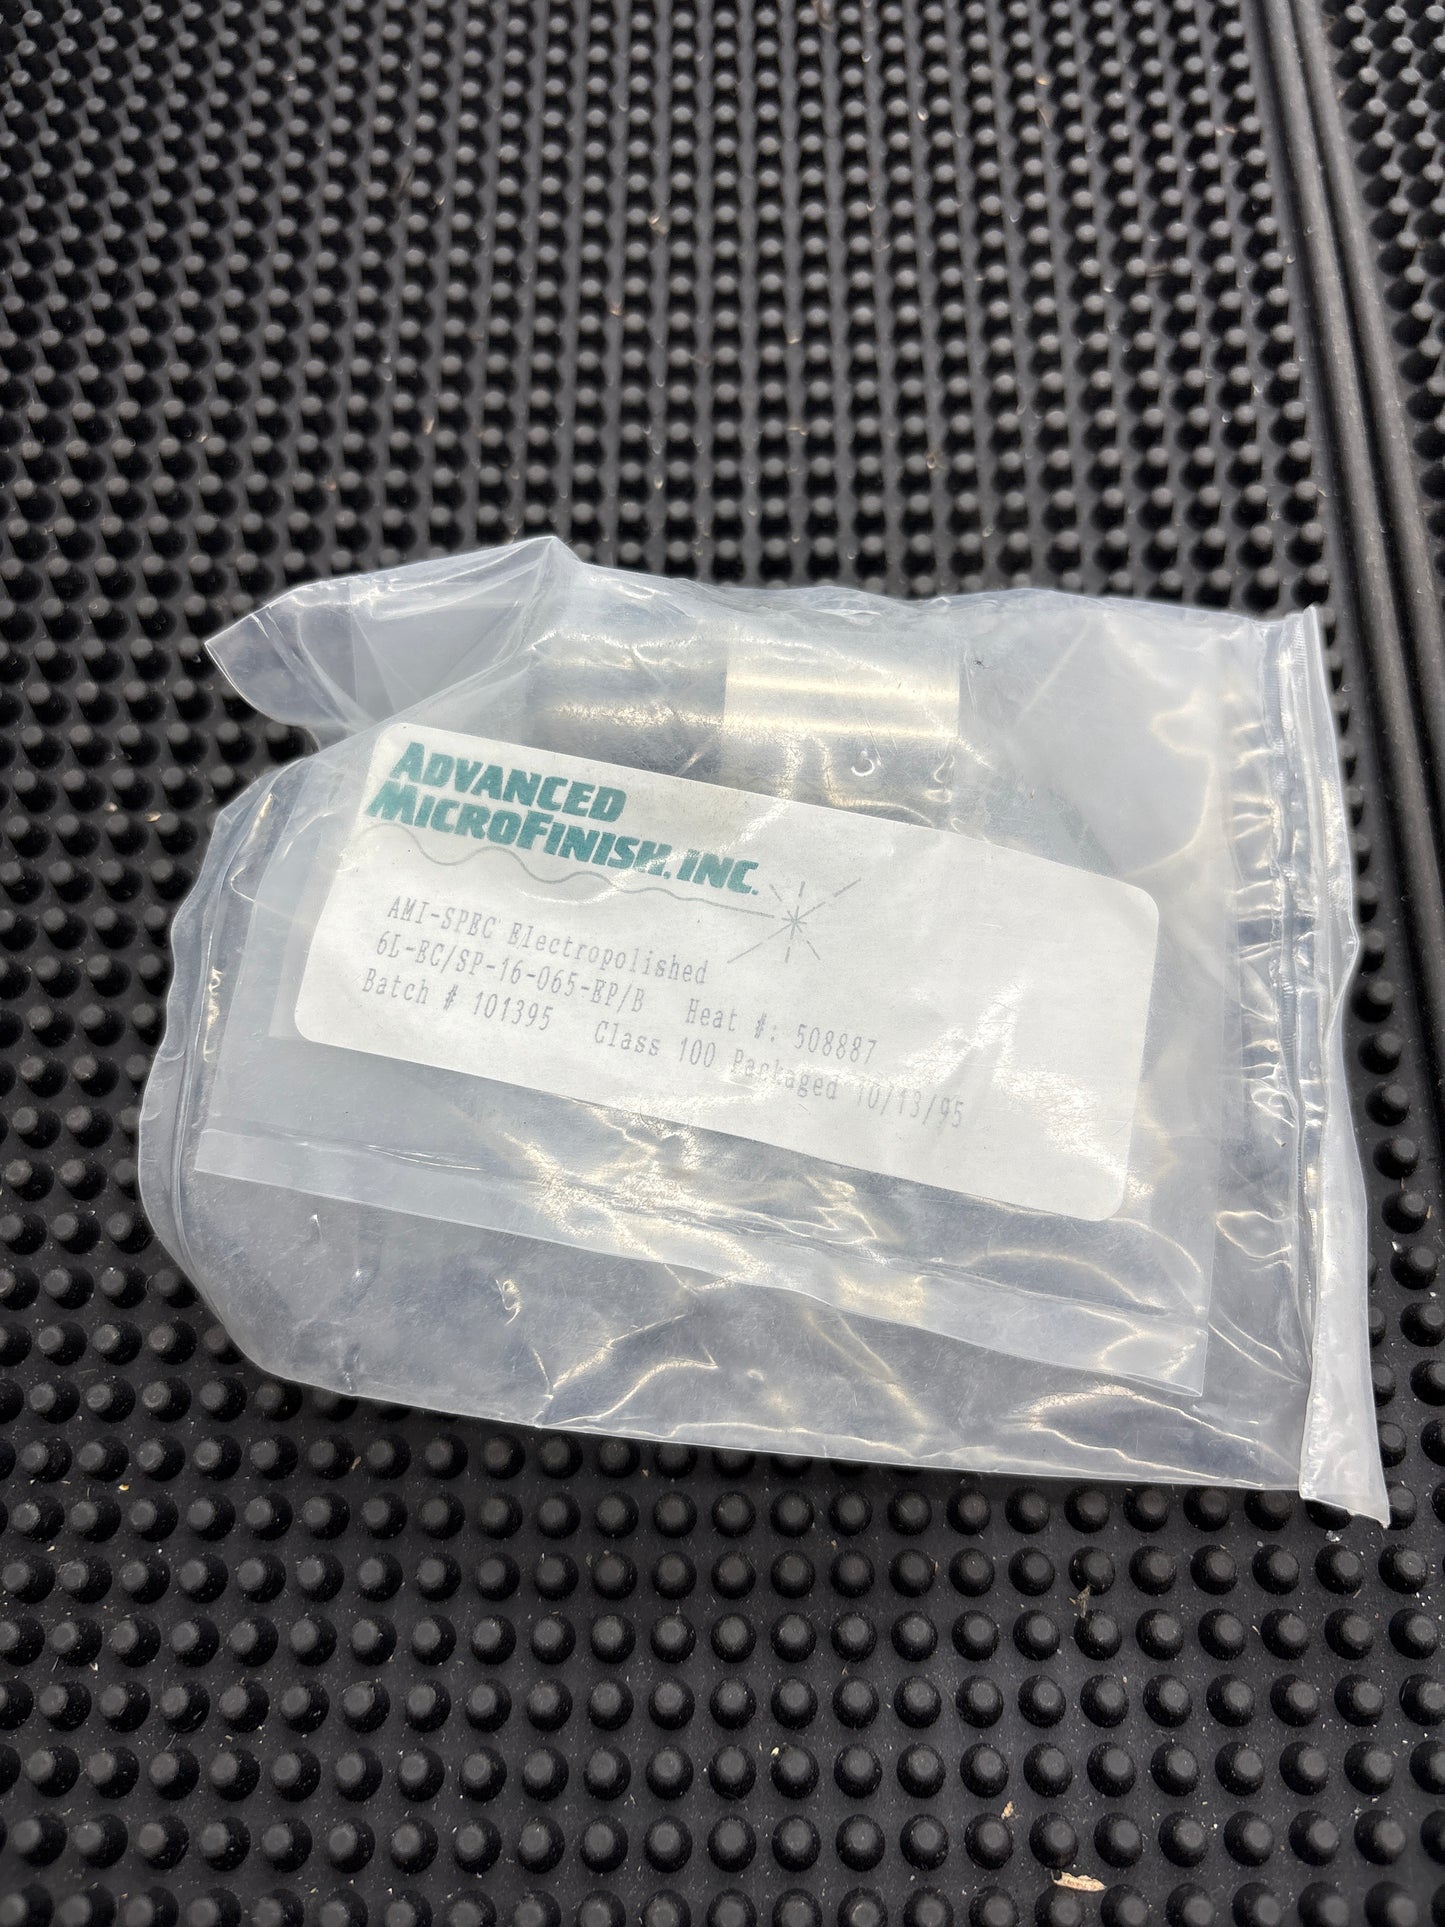 ADVANCED
MICROFINISH, INC.
AMI-SPEC Electropolished
6L-EC/SP-16-065-EP/B Heat #: 508887
Batch # 101395 Class 100 Packaged 10/13/95